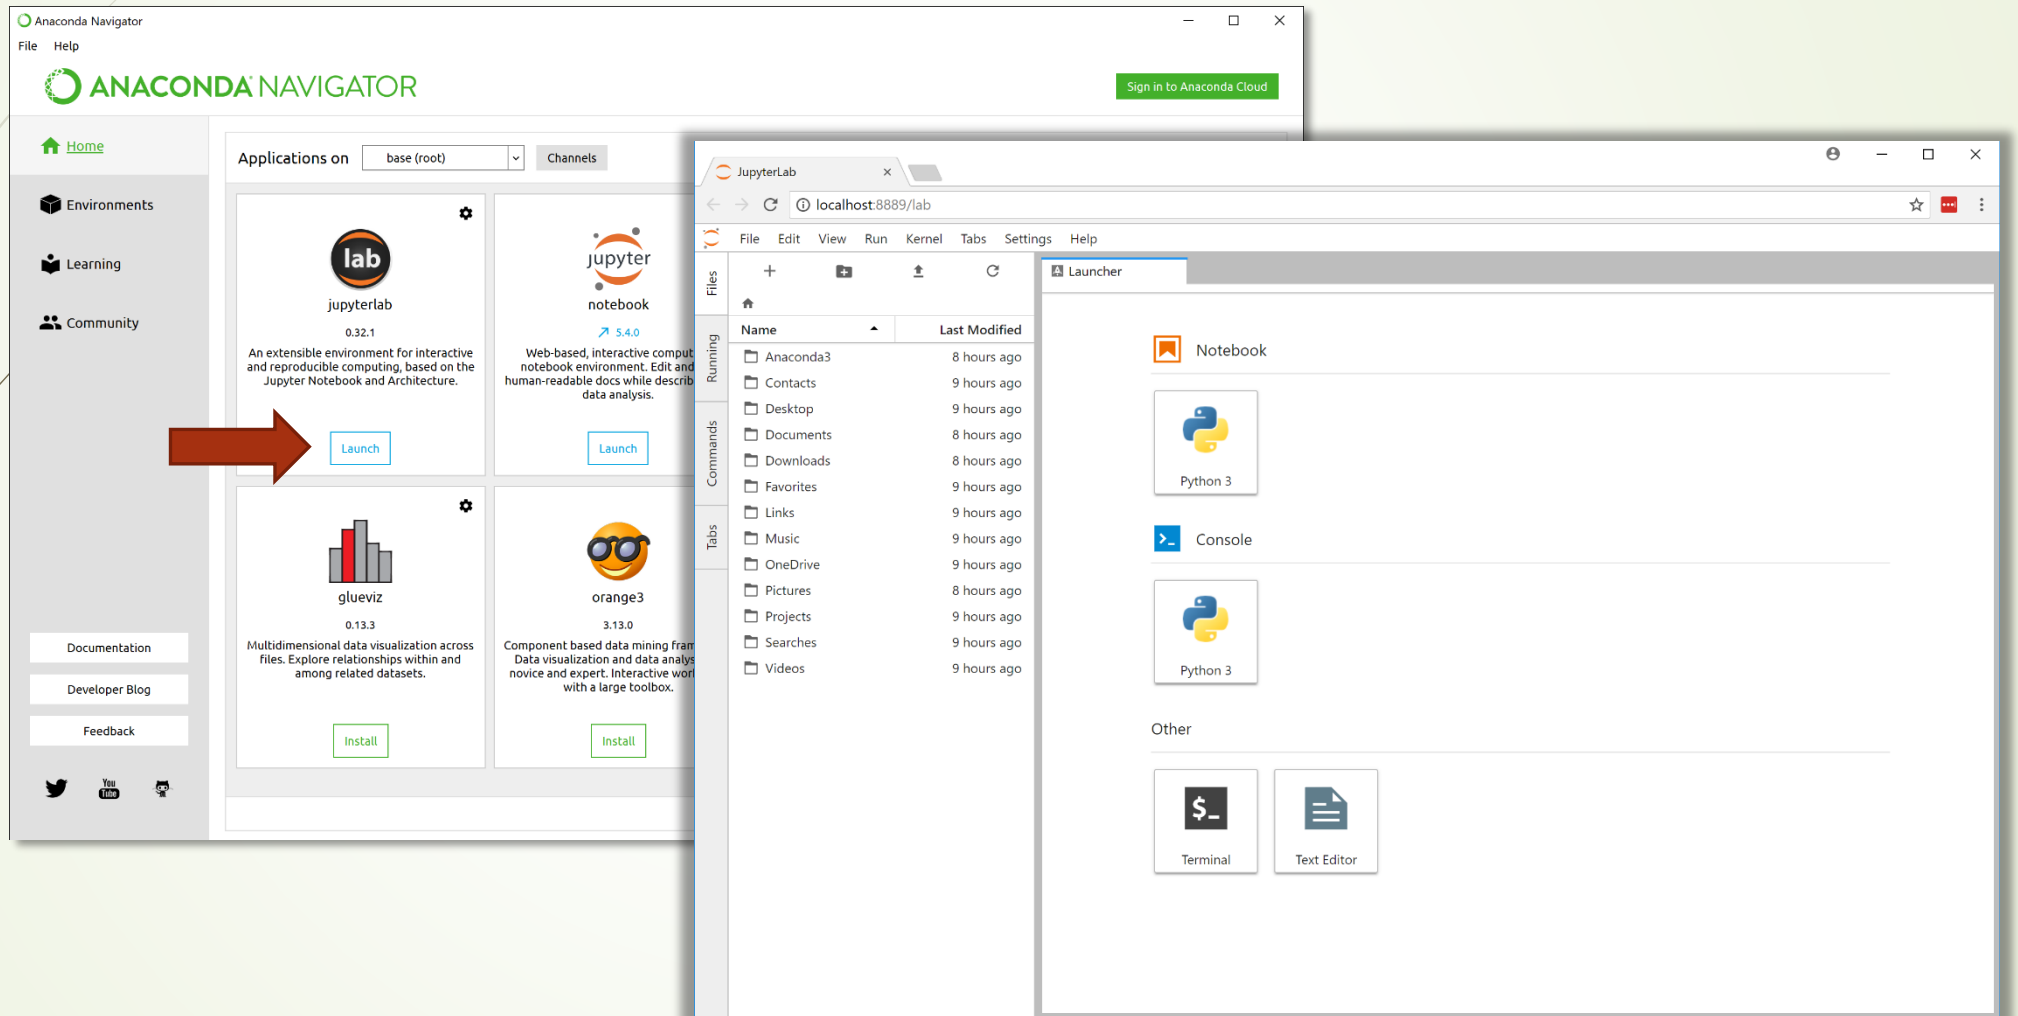 Anaconda Navigator
File Help
ANACONDA NAVIGATOR
Sign in to Anaconda Cloud
Home
Environments
Learning
Community
Documentation
Developer Blog
Feedback
You
Tube
Applications on base (root) Channels
lab
jupyterlab
0.32.1
An extensible environment for interactive
and reproducible computing, based on the
Jupyter Notebook and Architecture.
Launch
jupyter
notebook
5.4.0
Web-based, interactive comput
notebook environment. Edit and
human-readable docs while describ
data analysis.
Launch
glueviz
0.13.3
Multidimensional data visualization across
files. Explore relationships within and
among related datasets.
Install
orange3
3.13.0
Component based data mining fram
Data visualization and data analys
novice and expert. Interactive wor
with a large toolbox.
Install
JupyterLab
localhost:8889/lab
File Edit View Run Kernel Tabs Settings Help
Files
Running
Commands
Tabs
Name Last Modified
Anaconda3 8 hours ago
Contacts 9 hours ago
Desktop 9 hours ago
Documents 8 hours ago
Downloads 8 hours ago
Favorites 9 hours ago
Links 9 hours ago
Music 9 hours ago
OneDrive 9 hours ago
Pictures 8 hours ago
Projects 9 hours ago
Searches 9 hours ago
Videos 9 hours ago
Launcher
Notebook
Python 3
Console
Python 3
Other
$_
Terminal
Text Editor